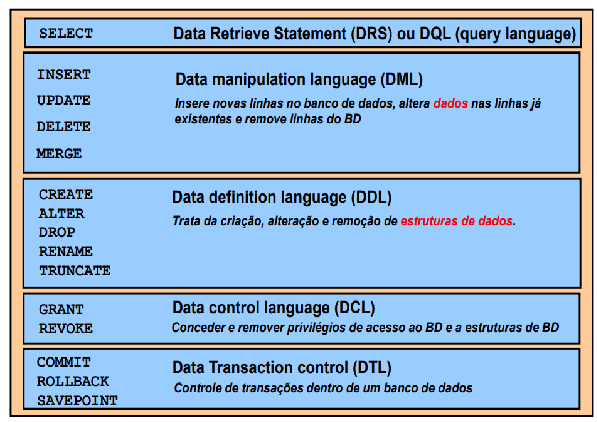 SELECT Data Retrieve Statement (DRS) ou DQL (query language)
INSERT
UPDATE
DELETE
MERGE
Data manipulation language (DML)
Insere novas linhas no banco de dados, altera dados nas linhas já
existentes e remove linhas do BD
CREATE
ALTER
DROP
RENAME
TRUNCATE
Data definition language (DDL)
Trata da criação, alteração e remoção de estruturas de dados.
GRANT
REVOKE
Data control language (DCL)
Conceder e remover privilégios de acesso ao BD e a estruturas de BD
COMMIT
ROLLBACK
SAVEPOINT
Data Transaction control (DTL)
Controle de transações dentro de um banco de dados